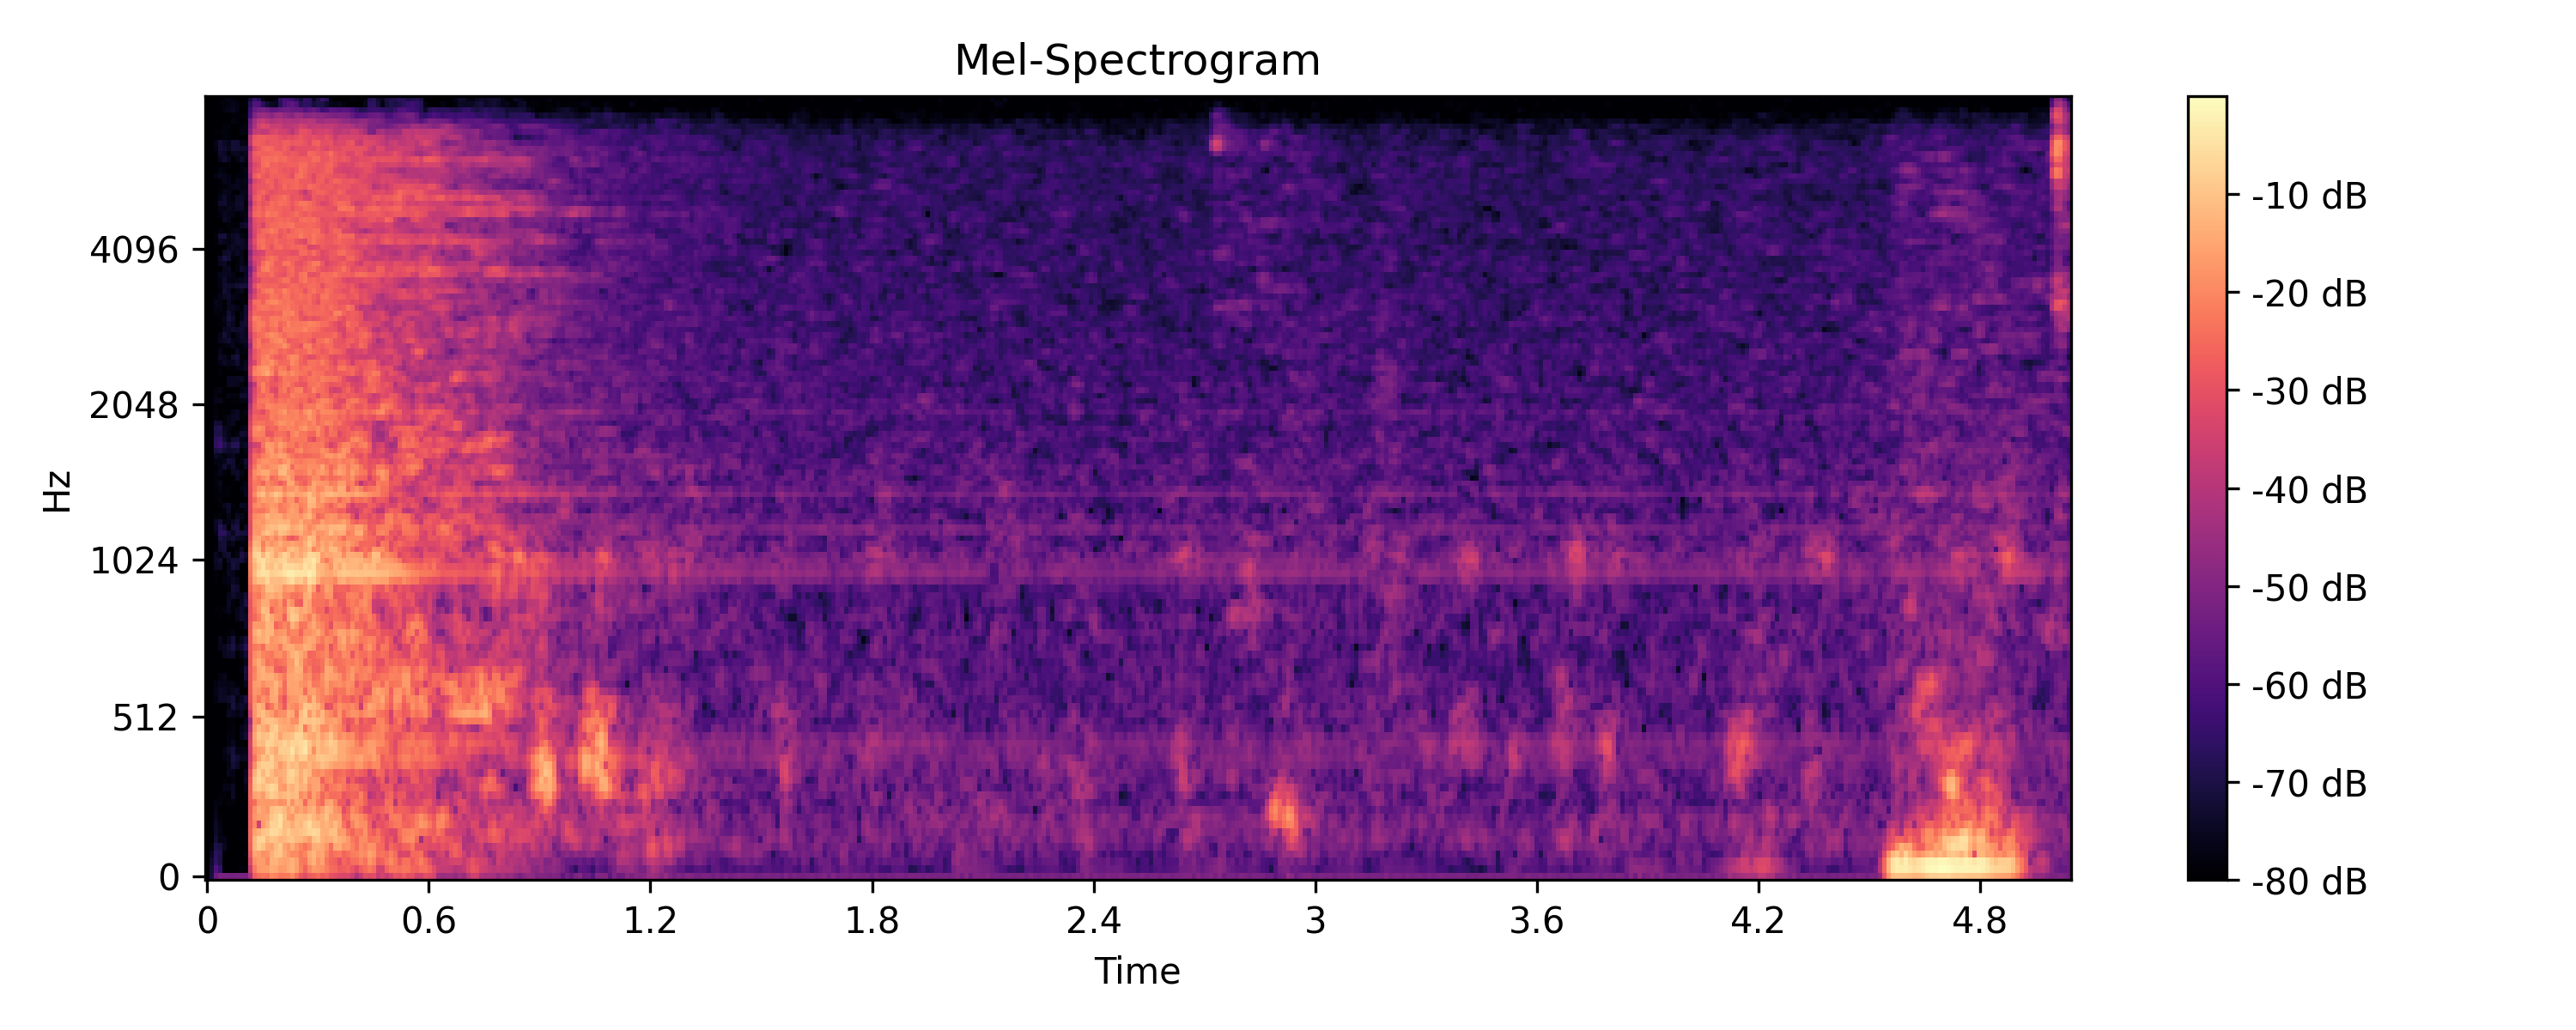 Mel-Spectrogram
Hz
4096
2048
1024
512
0
0 0.6 1.2 1.8 2.4 3 3.6 4.2 4.8
Time
-10 dB
-20 dB
-30 dB
-40 dB
-50 dB
-60 dB
-70 dB
-80 dB